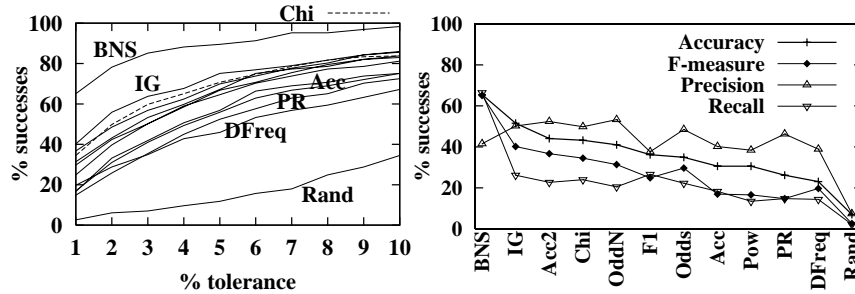 Chi
% successes
100
80
60
40
20
0
BNS
IG
Acc
PR
DFreq
Rand
1 2 3 4 5 6 7 8 9 10
% tolerance
% successes
100
80
60
40
20
0
Accuracy
F-measure
Precision
Recall
BNS
IG
Acc2
Chi
OddN
F1
Odds
Acc
Pow
PR
DFreq
Rand